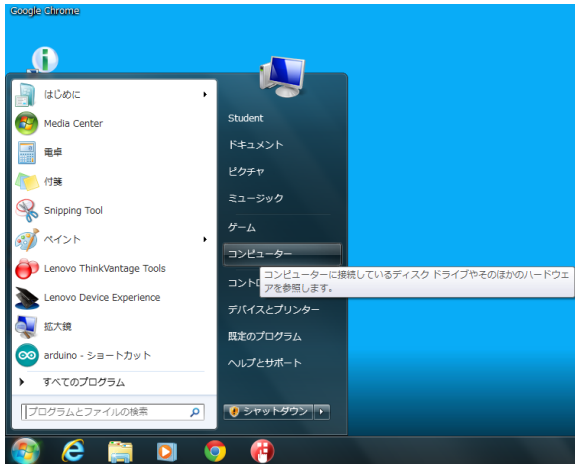 Google Chrome
はじめに
Media Center
電卓
付箋
Snipping Tool
ペイント
Lenovo ThinkVantage Tools
Lenovo Device Experience
拡大鏡
arduino - ショートカット
すべてのプログラム
プログラムとファイルの検索
Student
ドキュメント
ピクチャ
ミュージック
ゲーム
コンピューター
コンピューターに接続しているディスク ドライブやそのほかのハードウェ
アを参照します。
コントロ
デバイスとプリンター
既定のプログラム
ヘルプとサポート
シャットダウン